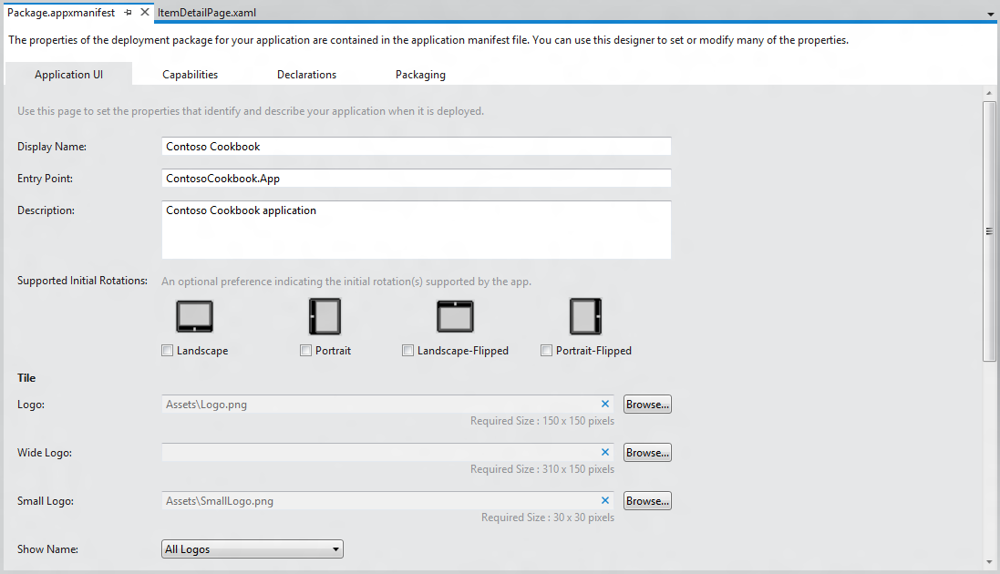 Package.appxmanifest ItemDetailPage.xaml
The properties of the deployment package for your application are contained in the application manifest file. You can use this designer to set or modify many of the properties.
Application UI Capabilities Declarations Packaging
Use this page to set the properties that identify and describe your application when it is deployed.
Display Name: Contoso Cookbook
Entry Point: ContosoCookbook.App
Description: Contoso Cookbook application
Supported Initial Rotations: An optional preference indicating the initial rotation(s) supported by the app.
Landscape Portrait Landscape-Flipped Portrait-Flipped
Tile
Logo: Assets\Logo.png Browse...
Required Size : 150 x 150 pixels
Wide Logo: Browse...
Required Size : 310 x 150 pixels
Small Logo: Assets\SmallLogo.png Browse...
Required Size : 30 x 30 pixels
Show Name: All Logos